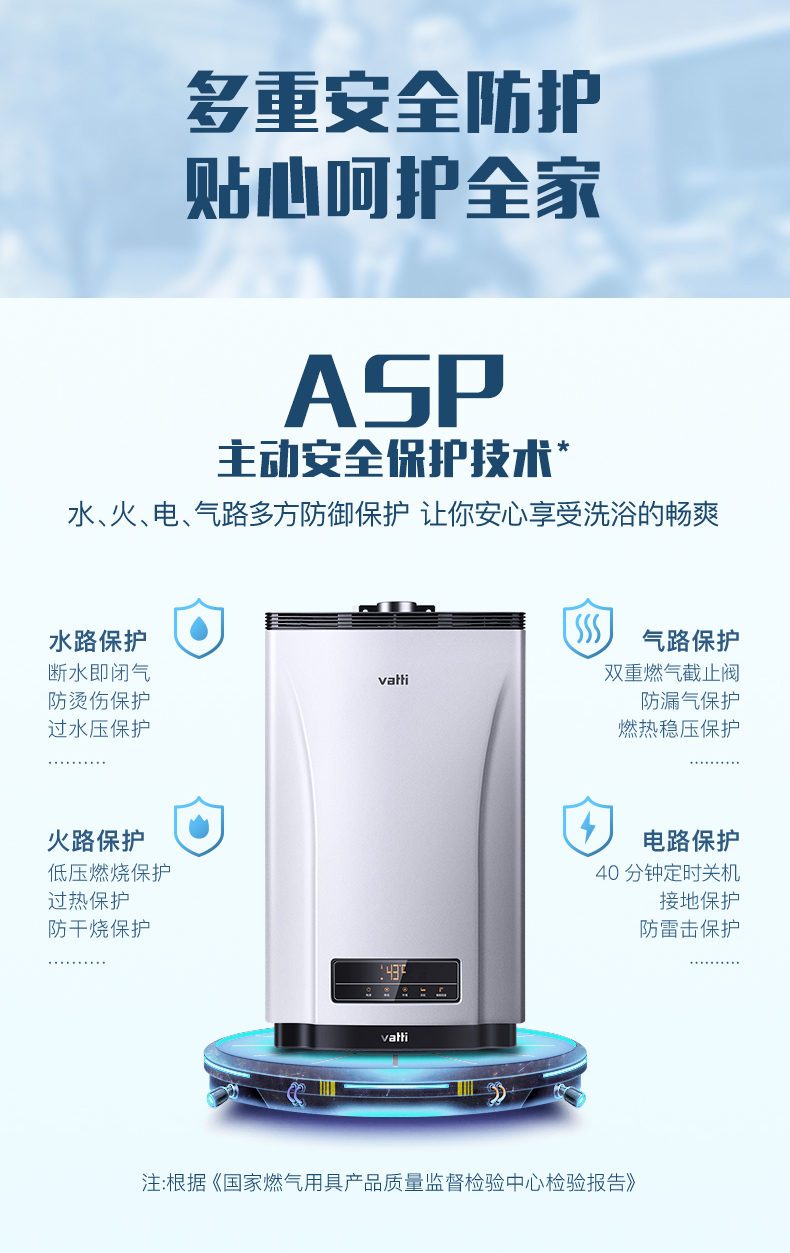 多重安全防护
贴心呵护全家
ASP
主动安全保护技术*
水、火、电、气路多方防御保护 让你安心享受洗浴的畅爽
水路保护
断水即闭气
防烫伤保护
过水压保护
..........
气路保护
双重燃气截止阀
防漏气保护
燃热稳压保护
..........
火路保护
低压燃烧保护
过热保护
防干烧保护
..........
电路保护
40 分钟定时关机
接地保护
防雷击保护
..........
vatti
vatti
注:根据《国家燃气用具产品质量监督检验中心检验报告》